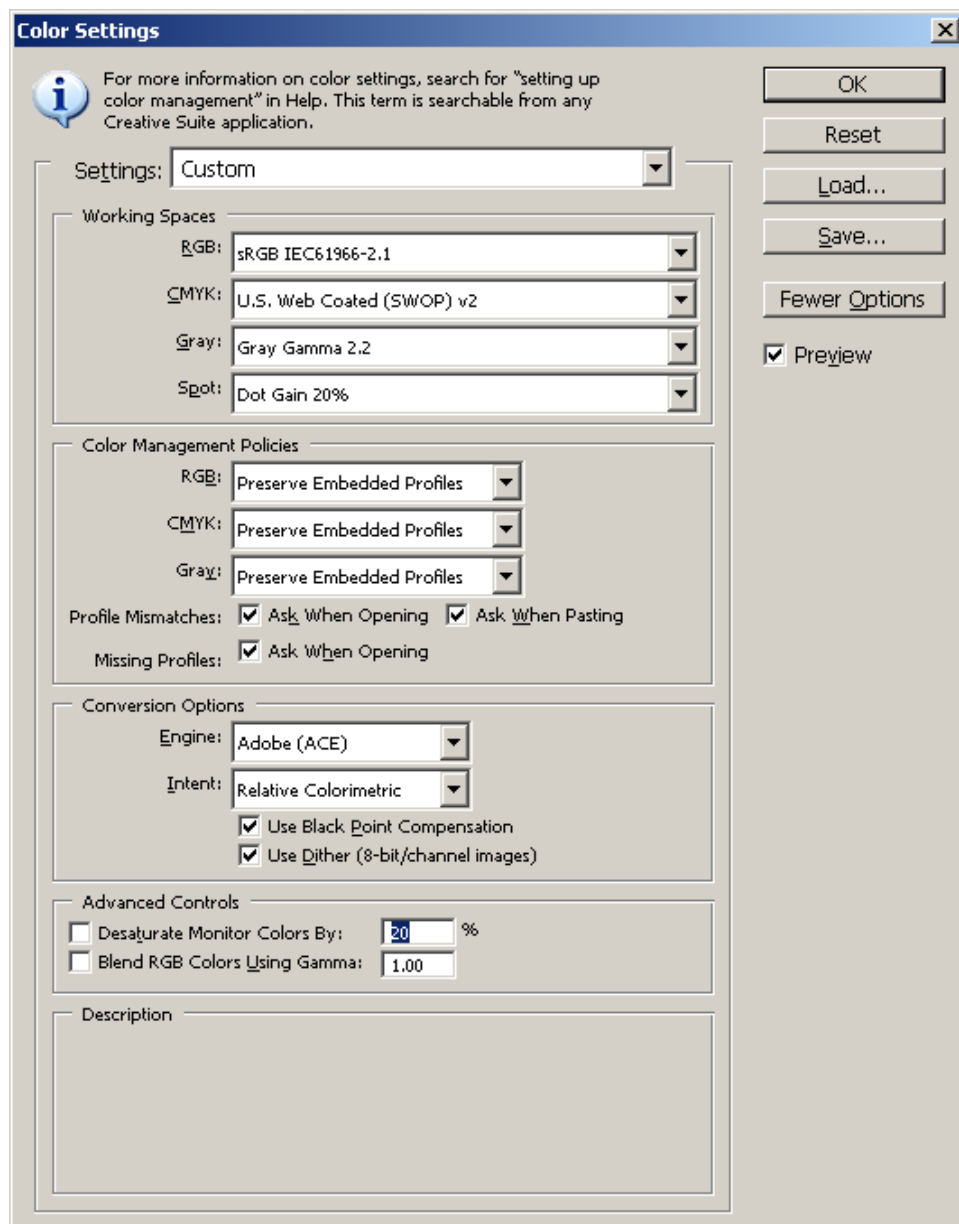 Color Settings
For more information on color settings, search for "setting up
color management" in Help. This term is searchable from any
Creative Suite application.
OK
Reset
Load...
Save...
Fewer Options
Preview
Settings: Custom
Working Spaces
RGB: sRGB IEC61966-2.1
CMYK: U.S. Web Coated (SWOP) v2
Gray: Gray Gamma 2.2
Spot: Dot Gain 20%
Color Management Policies
RGB: Preserve Embedded Profiles
CMYK: Preserve Embedded Profiles
Gray: Preserve Embedded Profiles
Profile Mismatches: Ask When Opening Ask When Pasting
Missing Profiles: Ask When Opening
Conversion Options
Engine: Adobe (ACE)
Intent: Relative Colorimetric
Use Black Point Compensation
Use Dither (8-bit/channel images)
Advanced Controls
Desaturate Monitor Colors By: 20 %
Blend RGB Colors Using Gamma: 1.00
Description